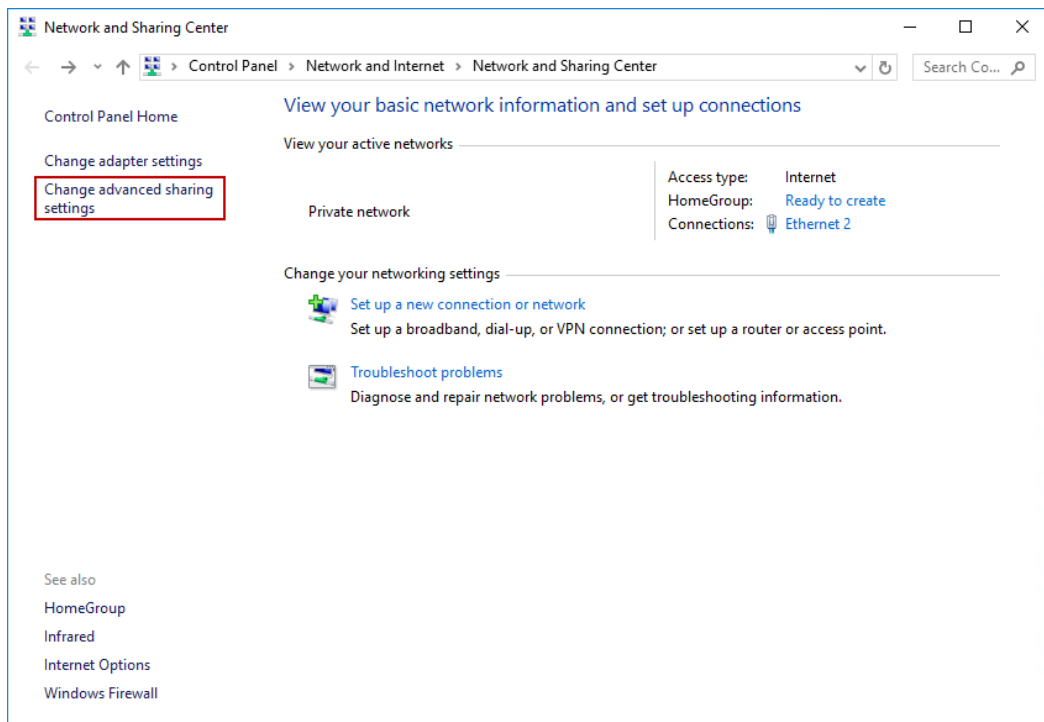 Network and Sharing Center
Control Panel > Network and Internet > Network and Sharing Center
Search Co...
Control Panel Home
Change adapter settings
Change advanced sharing
settings
View your basic network information and set up connections
View your active networks
Private network
Access type: Internet
HomeGroup: Ready to create
Connections: Ethernet 2
Change your networking settings
Set up a new connection or network
Set up a broadband, dial-up, or VPN connection; or set up a router or access point.
Troubleshoot problems
Diagnose and repair network problems, or get troubleshooting information.
See also
HomeGroup
Infrared
Internet Options
Windows Firewall